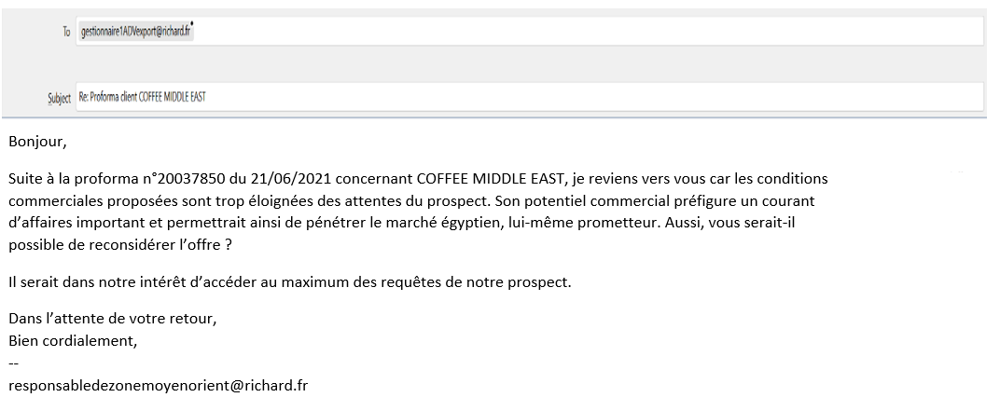 To gestionnaire1ADVexport@richard.fr
Subject Re: Proforma client COFFEE MIDDLE EAST
Bonjour,
Suite à la proforma n°20037850 du 21/06/2021 concernant COFFEE MIDDLE EAST, je reviens vers vous car les conditions
commerciales proposées sont trop éloignées des attentes du prospect. Son potentiel commercial préfigure un courant
d’affaires important et permettrait ainsi de pénétrer le marché égyptien, lui-même prometteur. Aussi, vous serait-il
possible de reconsidérer l’offre ?
Il serait dans notre intérêt d’accéder au maximum des requêtes de notre prospect.
Dans l’attente de votre retour,
Bien cordialement,
--
responsabledezonemoyenorient@richard.fr